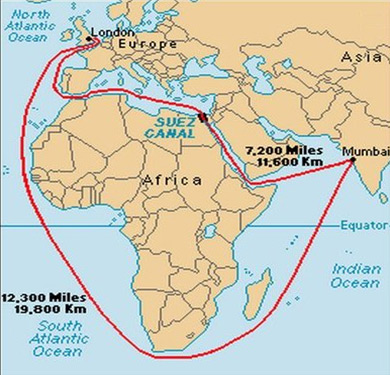 North
Atlantic
Ocean
London
Europe
Asia
SUEZ
CANAL
7,200 Miles
11,600 Km
Mumbai
Africa
Equator
Indian
Ocean
12,300 Miles
19,800 Km
South
Atlantic
Ocean